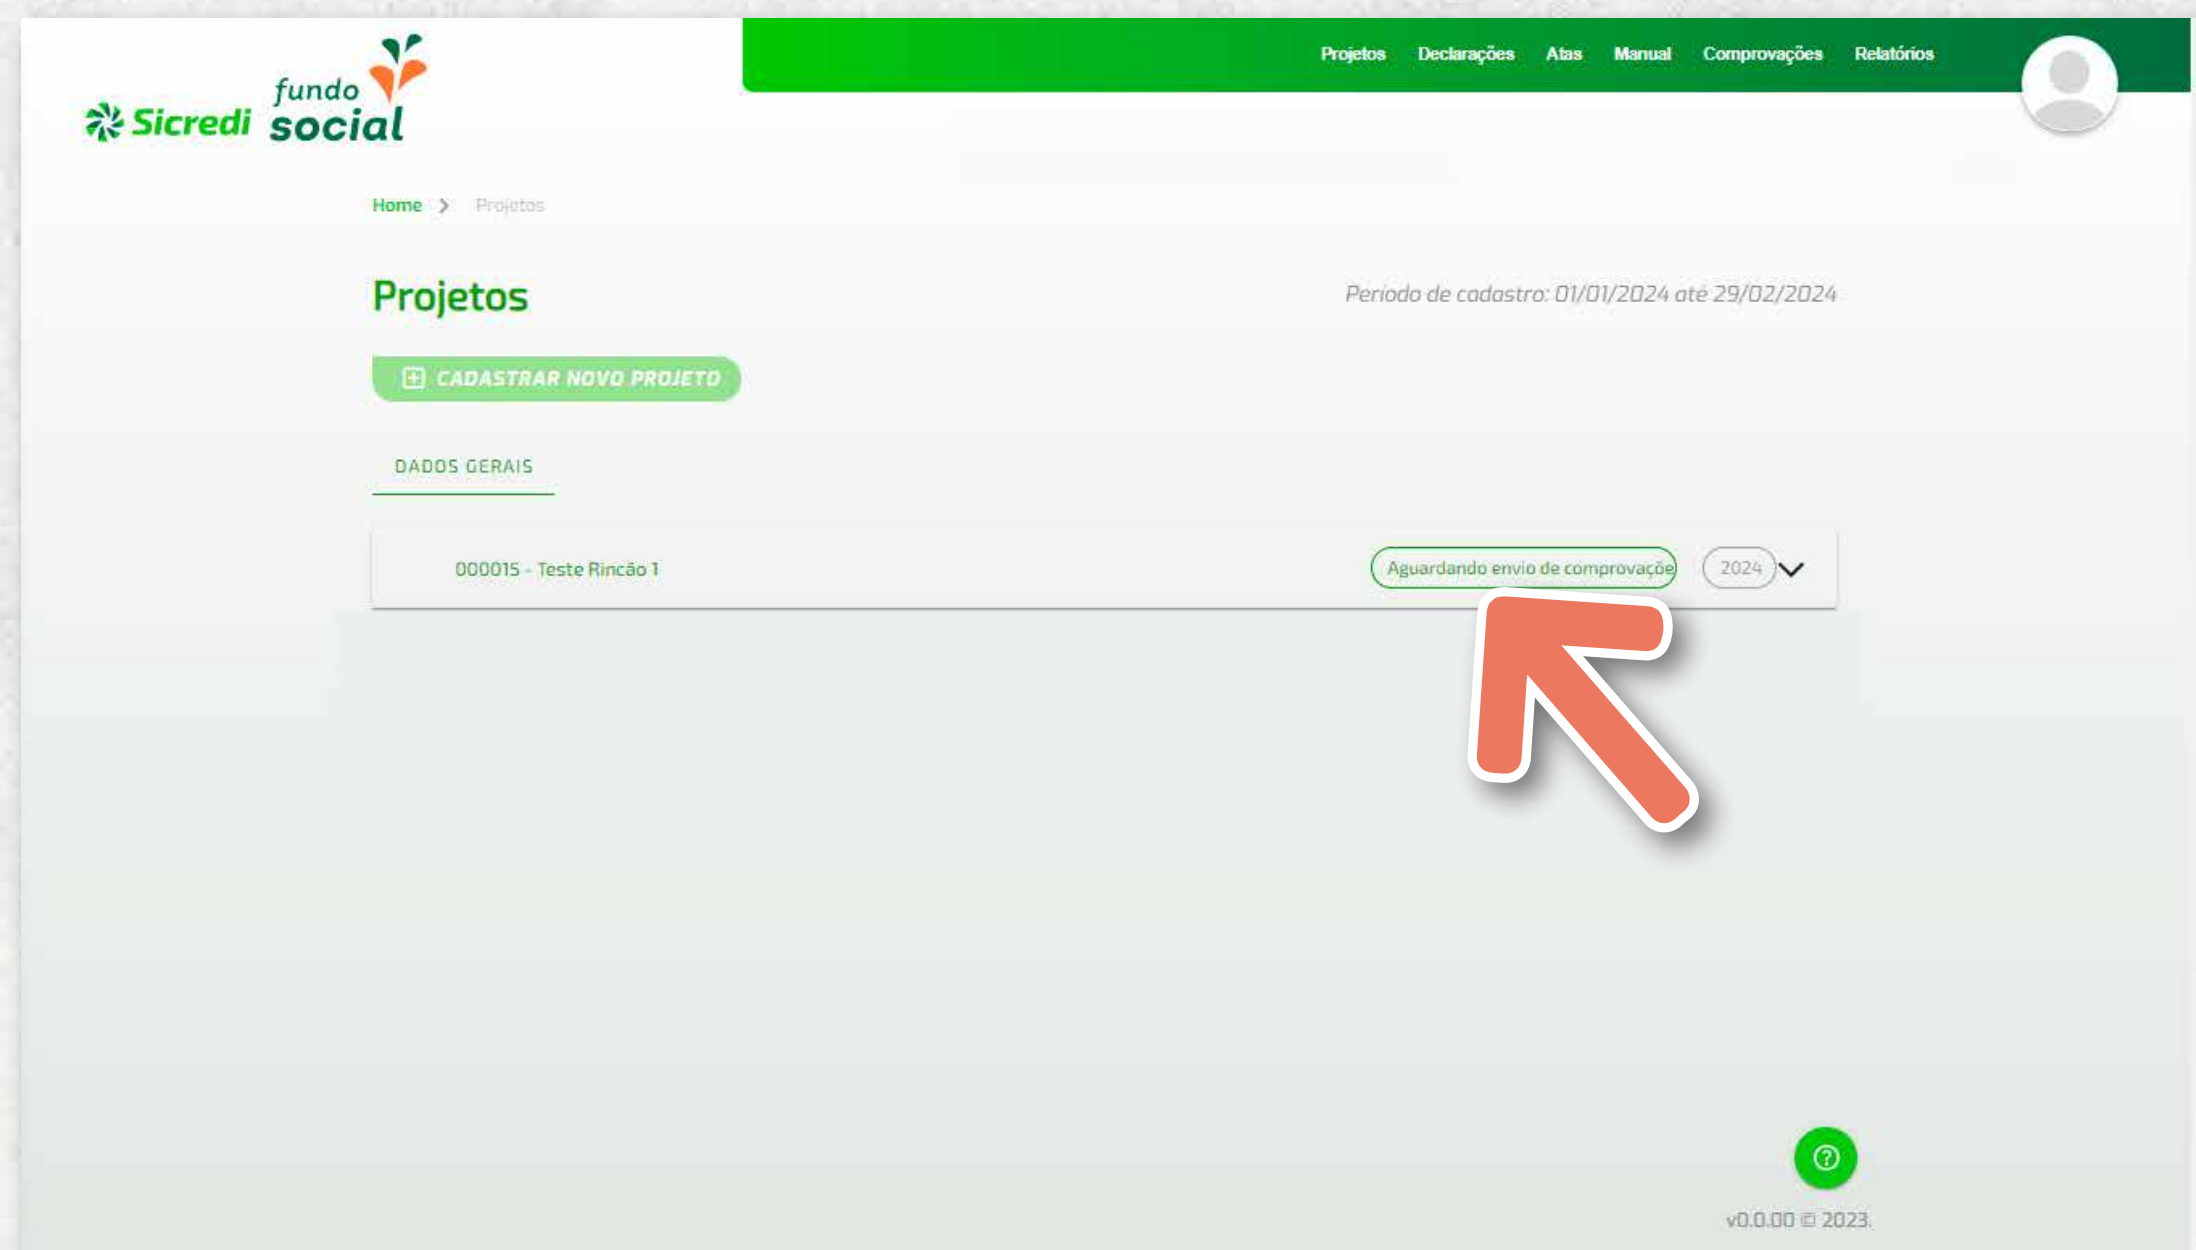 Projetos Declarações Atas Manual Comprovações Relatórios
Sicredi fundo social
Home > Projetos
Projetos
Período de cadastro: 01/01/2024 até 29/02/2024
CADASTRAR NOVO PROJETO
DADOS GERAIS
000015 - Teste Rincão 1 Aguardando envio de comprovaçõe 2024
v0.0.00 © 2023.